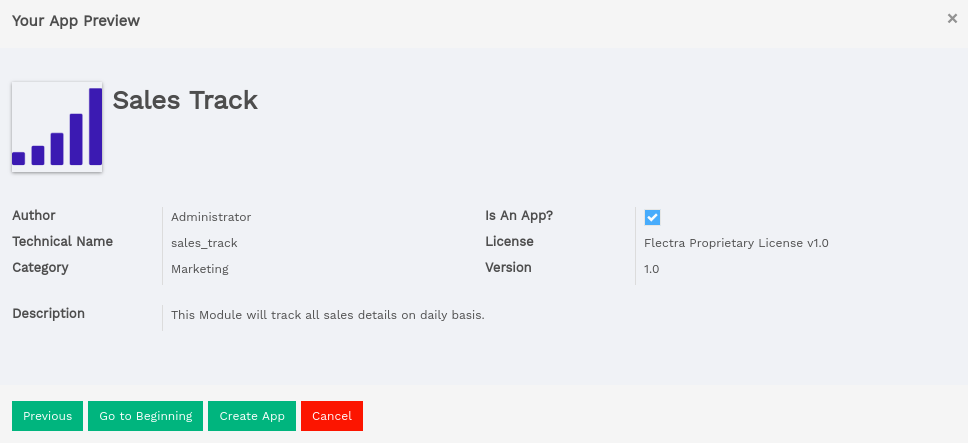 Your App Preview
×
Sales Track
Author Administrator Is An App?
Technical Name sales_track License Flectra Proprietary License v1.0
Category Marketing Version 1.0
Description This Module will track all sales details on daily basis.
Previous Go to Beginning Create App Cancel